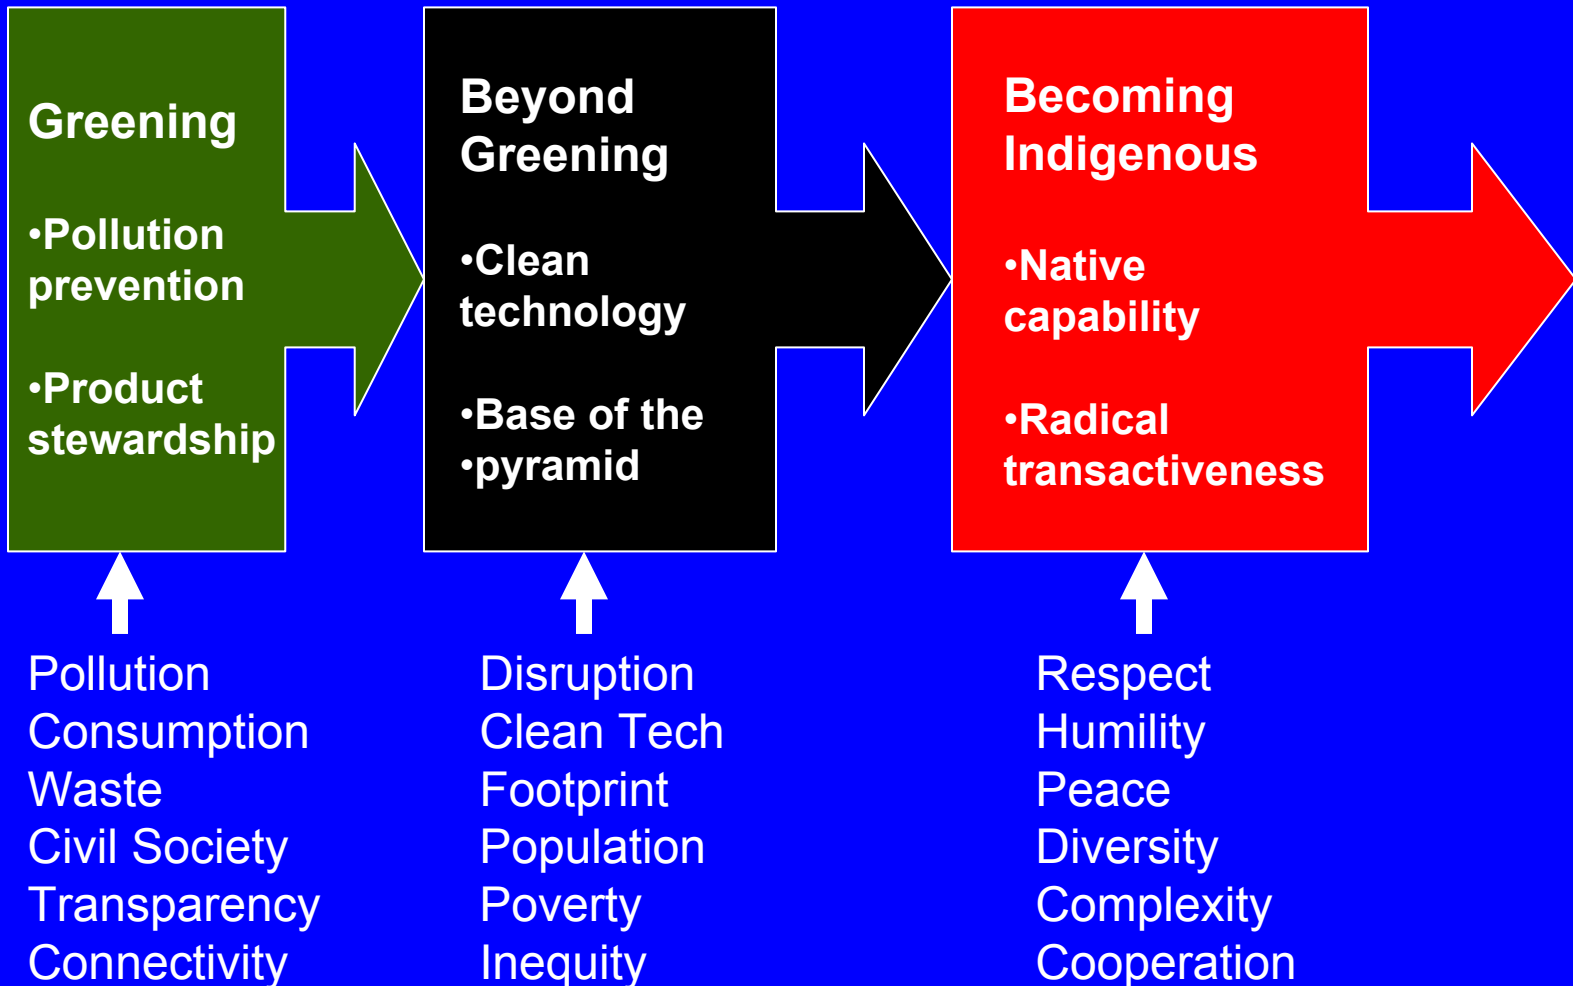 Greening
•Pollution
prevention
•Product
stewardship
Beyond
Greening
•Clean
technology
•Base of the
•pyramid
Becoming
Indigenous
•Native
capability
•Radical
transactiveness
Pollution
Consumption
Waste
Civil Society
Transparency
Connectivity
Disruption
Clean Tech
Footprint
Population
Poverty
Inequity
Respect
Humility
Peace
Diversity
Complexity
Cooperation